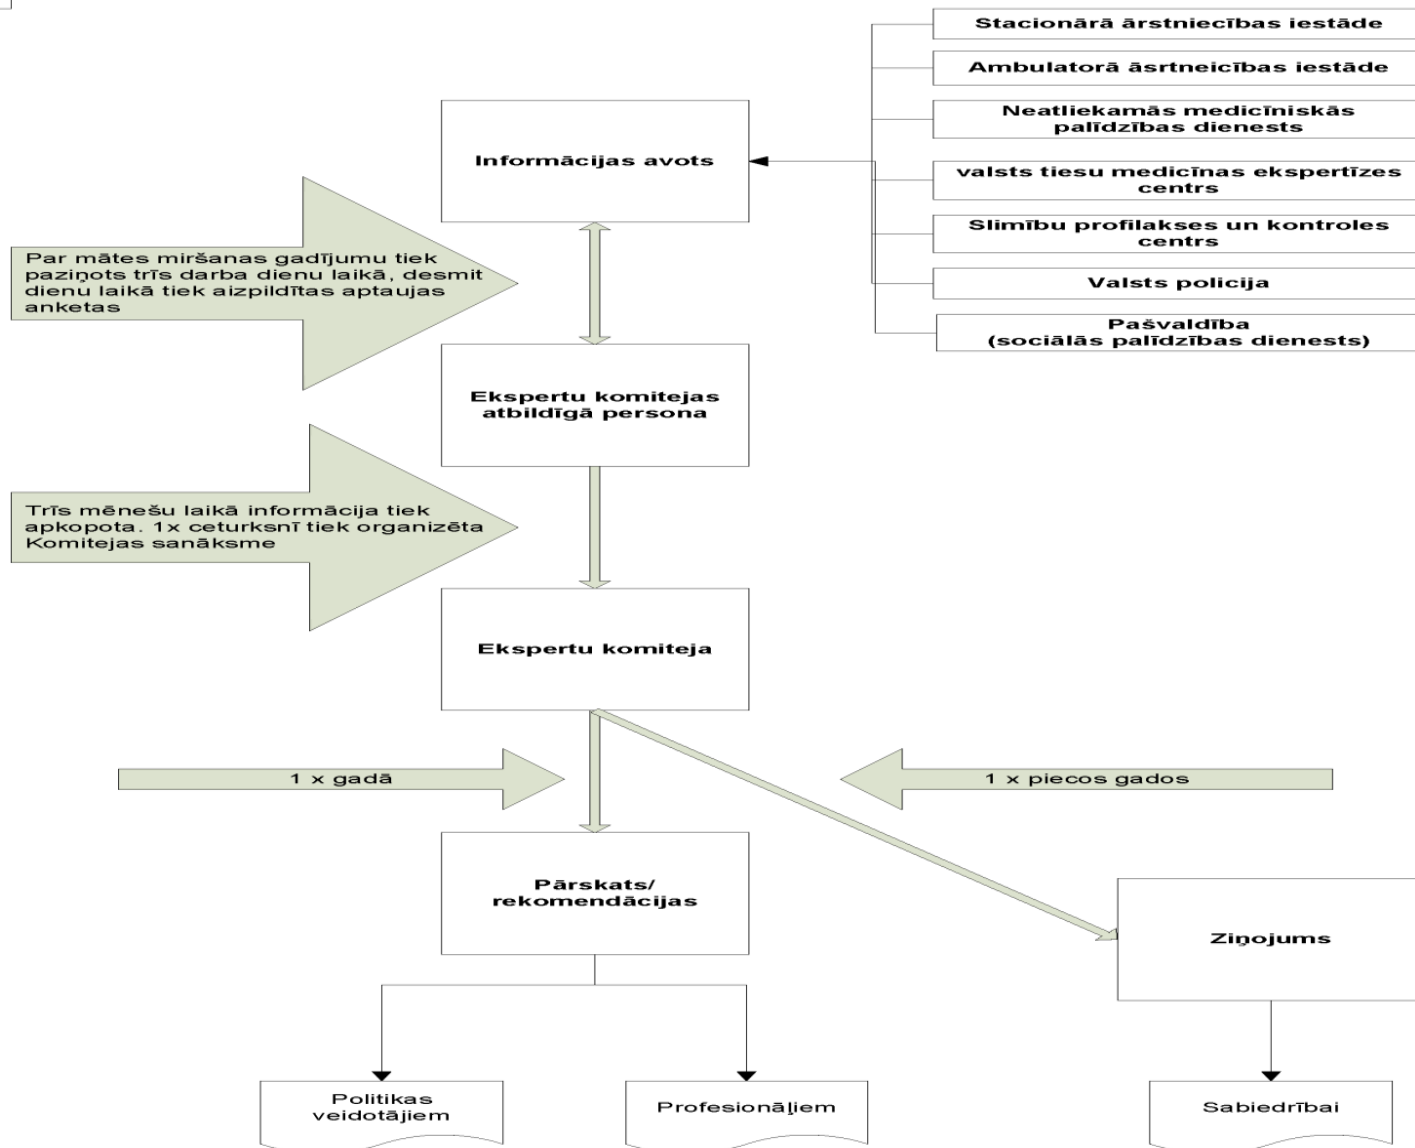 Stacionārā ārstniecības iestāde
Ambulatorā āsrtneicības iestāde
Neatliekamās medicīniskās
palīdzības dienests
valsts tiesu medicīnas ekspertīzes
centrs
Slimību profilakses un kontroles
centrs
Valsts policija
Pašvaldība
(sociālās palīdzības dienests)
Informācijas avots
Par mātes miršanas gadījumu tiek
paziņots trīs darba dienu laikā, desmit
dienu laikā tiek aizpildītas aptaujas
anketas
Ekspertu komitejas
atbildīgā persona
Trīs mēnešu laikā informācija tiek
apkopota. 1x ceturksnī tiek organizēta
Komitejas sanāksme
Ekspertu komiteja
1 x gadā
1 x piecos gados
Pārskats/
rekomendācijas
Ziņojums
Politikas
veidotājiem
Profesionāļiem
Sabiedrībai